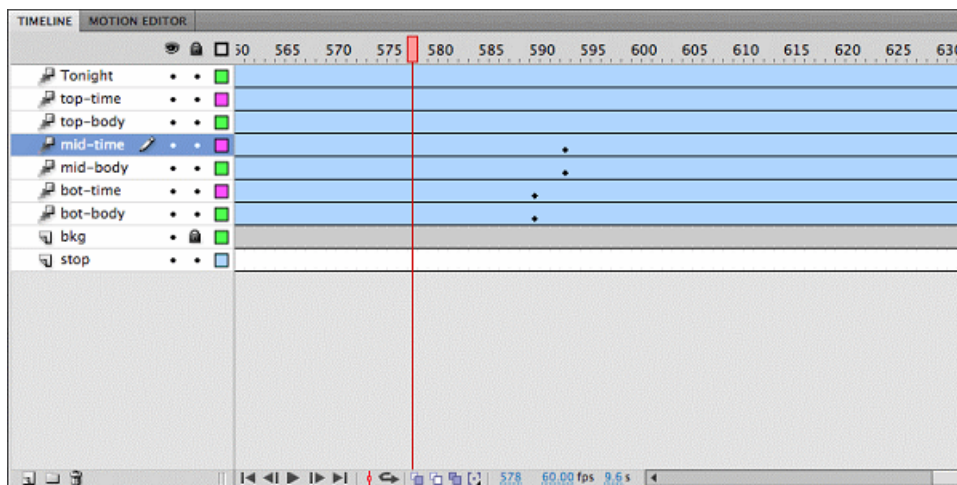 TIMELINE MOTION EDITOR
565 570 575 580 585 590 595 600 605 610 615 620 625
Tonight
top-time
top-body
mid-time
mid-body
bot-time
bot-body
bkg
stop
578 60.00 fps 9.6 s